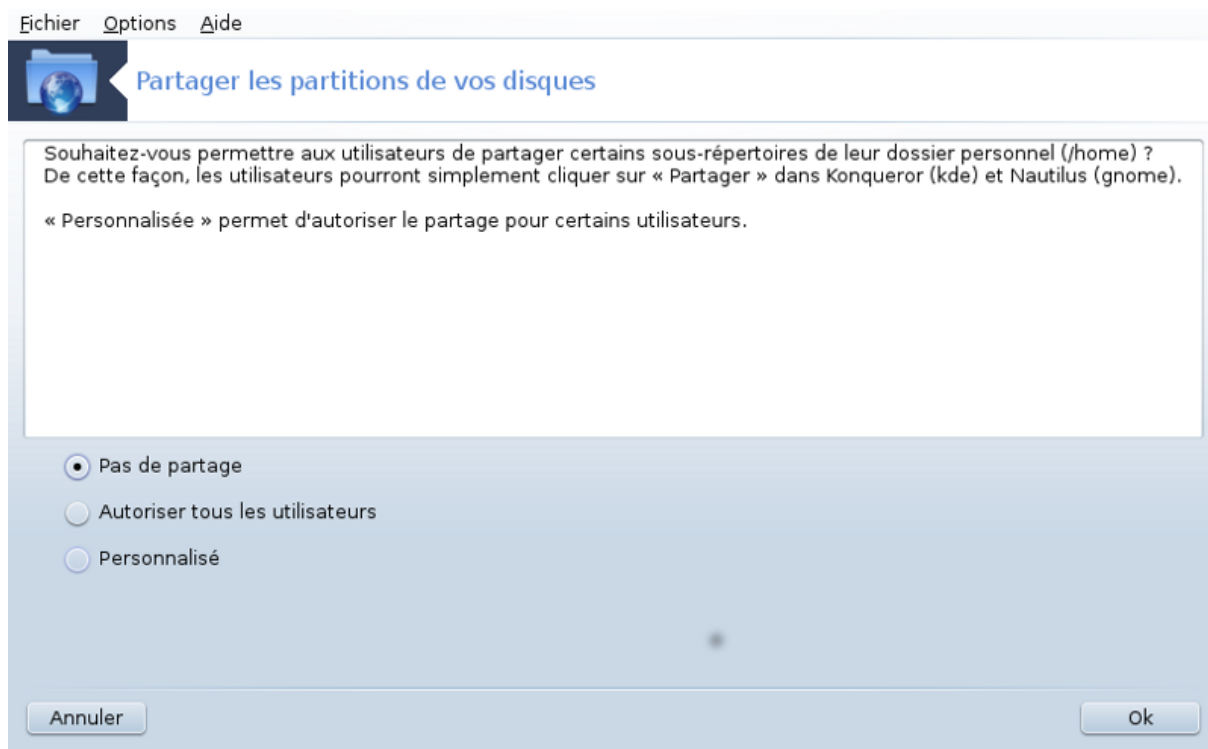 Fichier Options Aide
Partager les partitions de vos disques
Souhaitez-vous permettre aux utilisateurs de partager certains sous-répertoires de leur dossier personnel (/home) ?
De cette façon, les utilisateurs pourront simplement cliquer sur « Partager » dans Konqueror (kde) et Nautilus (gnome).
« Personnalisée » permet d'autoriser le partage pour certains utilisateurs.
Pas de partage
Autoriser tous les utilisateurs
Personnalisé
Annuler Ok